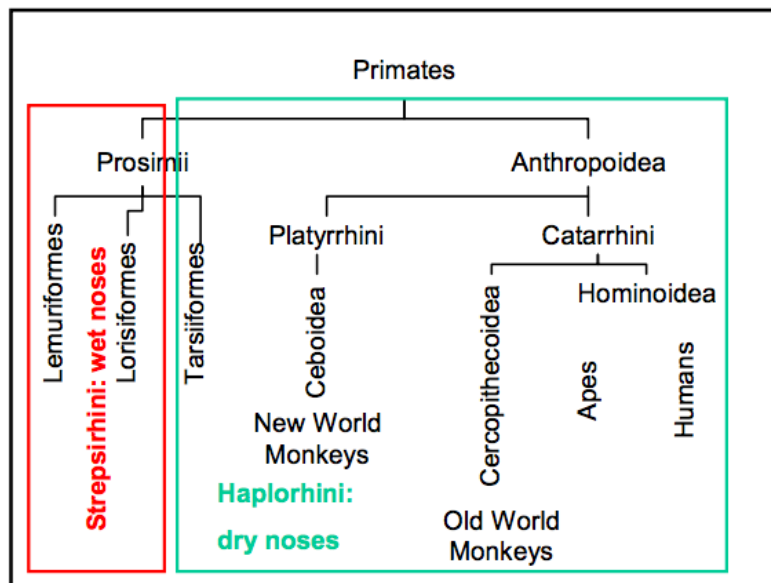 Primates
Prosimii
Anthropoidea
Lemuriformes
Strepsirhini: wet noses
Lorisiformes
Tarsiiformes
Platyrrhini
Catarrhini
Ceboidea
New World
Monkeys
Cercopithecoidea
Old World
Monkeys
Hominoidea
Apes
Humans
Haplorhini:
dry noses